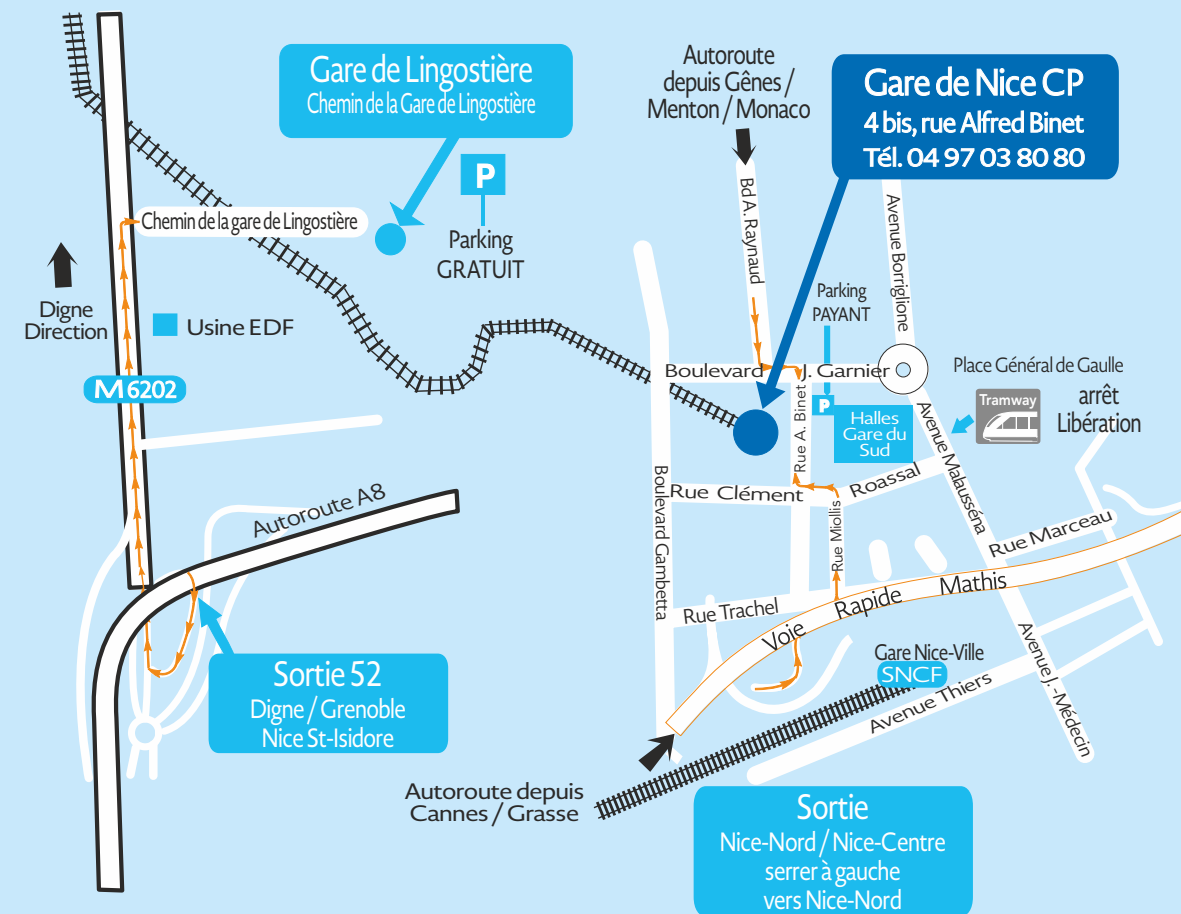 Gare de Lingostière
Chemin de la Gare de Lingostière
P
Parking
GRATUIT
Chemin de la gare de Lingostière
Digne
Direction
Usine EDF
M 6202
Autoroute A8
Sortie 52
Digne / Grenoble
Nice St-Isidore
Autoroute
depuis Gênes /
Menton / Monaco
Gare de Nice CP
4 bis, rue Alfred Binet
Tél. 04 97 03 80 80
Bd A. Raynaud
Avenue Borriglione
Parking
PAYANT
P
Boulevard J. Garnier
Place Général de Gaulle
Tramway
arrêt
Libération
Halles
Gare du
Sud
Rue A. Binet
Avenue Malausséna
Boulevard Gambetta
Rue Clément Roassal
Rue Miollis
Rue Marceau
Rue Trachel
Voie Rapide Mathis
Gare Nice-Ville
SNCF
Avenue Thiers
Avenue J. -Médecin
Autoroute depuis
Cannes / Grasse
Sortie
Nice-Nord / Nice-Centre
serrer à gauche
vers Nice-Nord